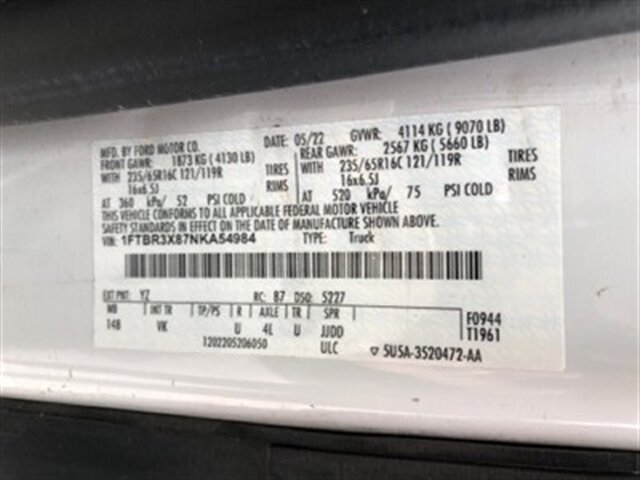 MFD. BY FORD MOTOR CO. DATE: 05/22 GVWR: 4114 KG ( 9070 LB)
FRONT GAWR: 1873 KG ( 4130 LB) REAR GAWR: 2567 KG ( 5660 LB)
WITH 235/65R16C 121/119R TIRES WITH 235/65R16C 121/119R TIRES
16x6.5J RIMS 16x6.5J RIMS
AT 360 kPa/ 52 PSI COLD AT 520 kPa/ 75 PSI COLD
THIS VEHICLE CONFORMS TO ALL APPLICABLE FEDERAL MOTOR VEHICLE
SAFETY STANDARDS IN EFFECT ON THE DATE OF MANUFACTURE SHOWN ABOVE.
VIN: 1FTBR3X87NKA54984 TYPE: Truck
EXT PNT: YZ RC: 87 DSO: 5227
WB INT TR TP/PS R AXLE TR SPR F0944
148 VK U 4L U JJDD T1961
1202205206050 ULC ▽ 5USA-3520472-AA